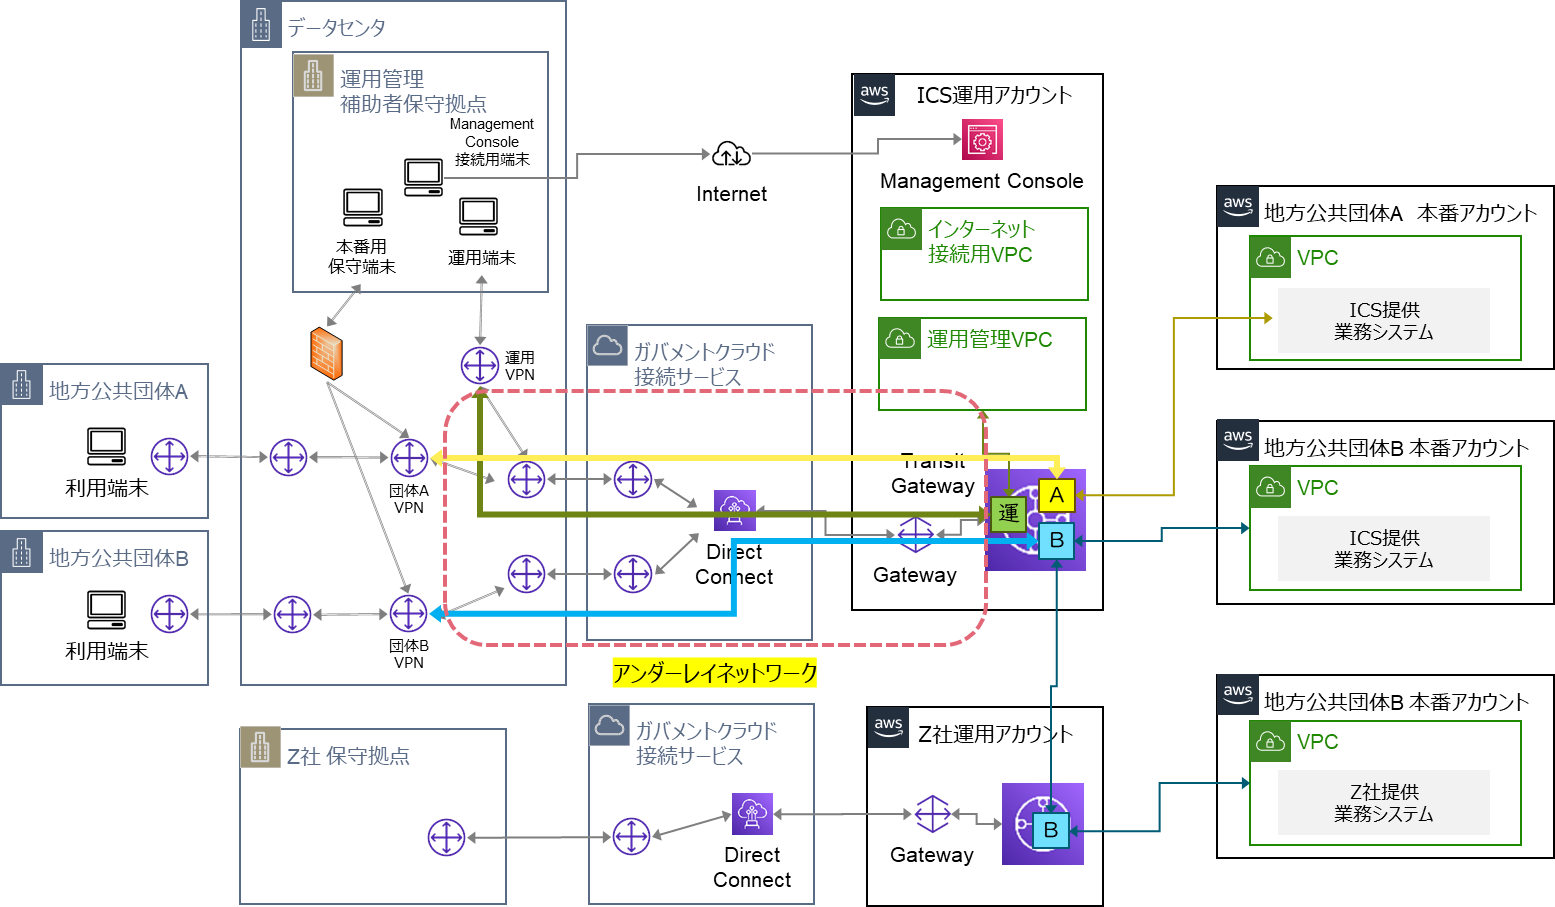 データセンタ
運用管理
補助者保守拠点
Management
Console
接続用端末
本番用
保守端末
運用端末
運用
VPN
地方公共団体A
利用端末
団体A
VPN
地方公共団体B
利用端末
団体B
VPN
Internet
ガバメントクラウド
接続サービス
Direct
Connect
アンダーレイネットワーク
aws
ICS運用アカウント
Management Console
インターネット
接続用VPC
運用管理VPC
Transit
Gateway
Gateway
運
A
B
aws
地方公共団体A 本番アカウント
VPC
ICS提供
業務システム
aws
地方公共団体B 本番アカウント
VPC
ICS提供
業務システム
Z社 保守拠点
ガバメントクラウド
接続サービス
Direct
Connect
aws
Z社運用アカウント
Gateway
B
aws
地方公共団体B 本番アカウント
VPC
Z社提供
業務システム